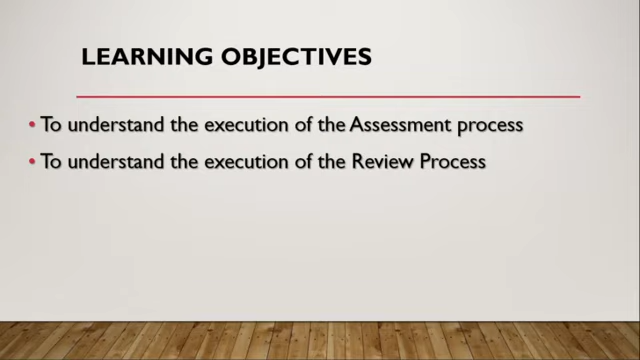 LEARNING OBJECTIVES
• To understand the execution of the Assessment process
• To understand the execution of the Review Process